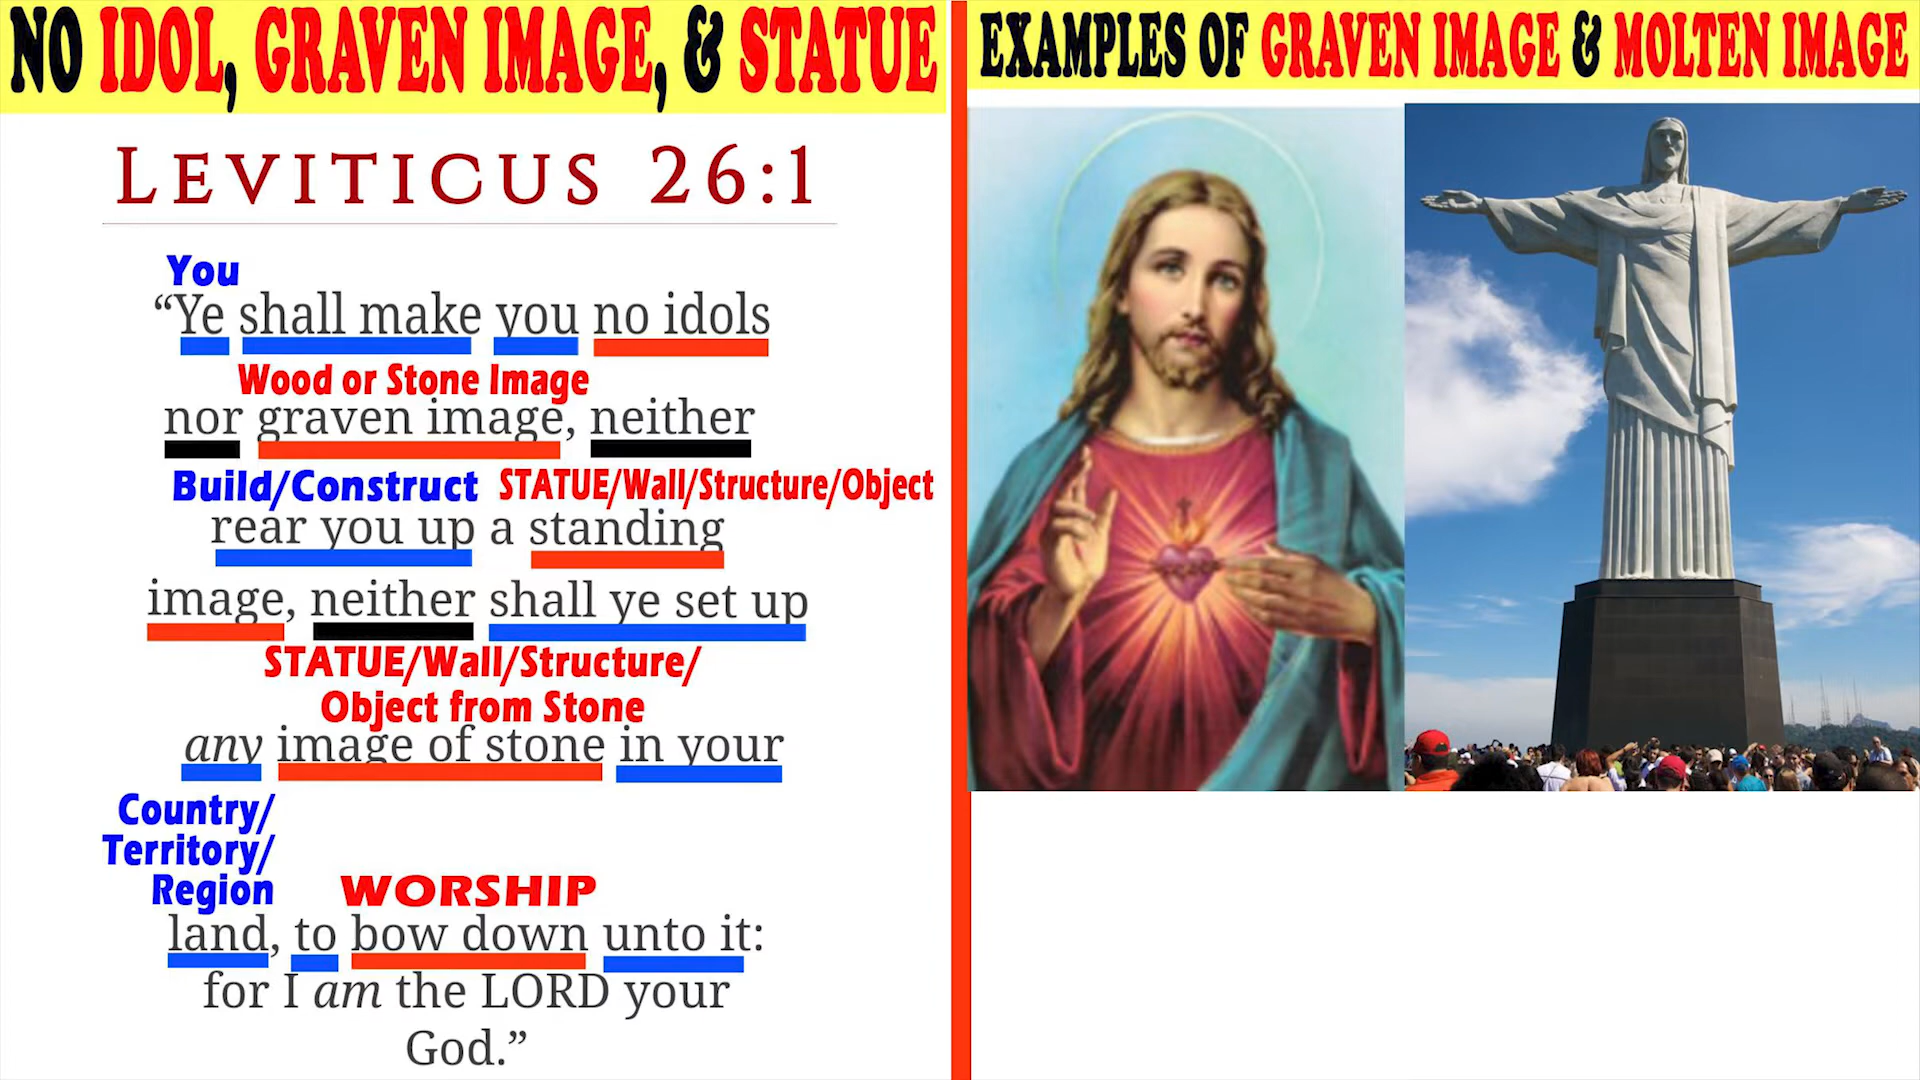 NO IDOL, GRAVEN IMAGE, & STATUE
LEVITICUS 26:1
You
“Ye shall make you no idols
Wood or Stone Image
nor graven image, neither
Build/Construct STATUE/Wall/Structure/Object
rear you up a standing
image, neither shall ye set up
STATUE/Wall/Structure/
Object from Stone
any image of stone in your
Country/
Territory/
Region
WORSHIP
land, to bow down unto it:
for I am the LORD your
God.”
EXAMPLES OF GRAVEN IMAGE & MOLTEN IMAGE